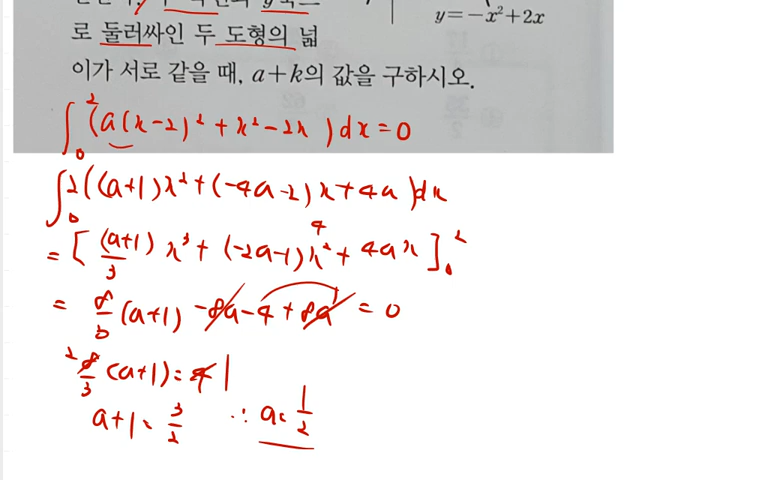 y=−x²+2x
로 둘러싸인 두 도형의 넓
이가 서로 같을 때, a+k의 값을 구하시오.
∫₀² (a(x-2)²+x²-2x)dx=0
∫₀² ((a+1)x²+(-4a-2)x+4a)dx
= [ (a+1)/3 x³+(-2a-1)x²+4ax ]₀²
4
= 8/3 (a+1) -8a-4+8a = 0
2 8/3 (a+1)=4 1
a+1= 3/2 ∴ a= 1/2